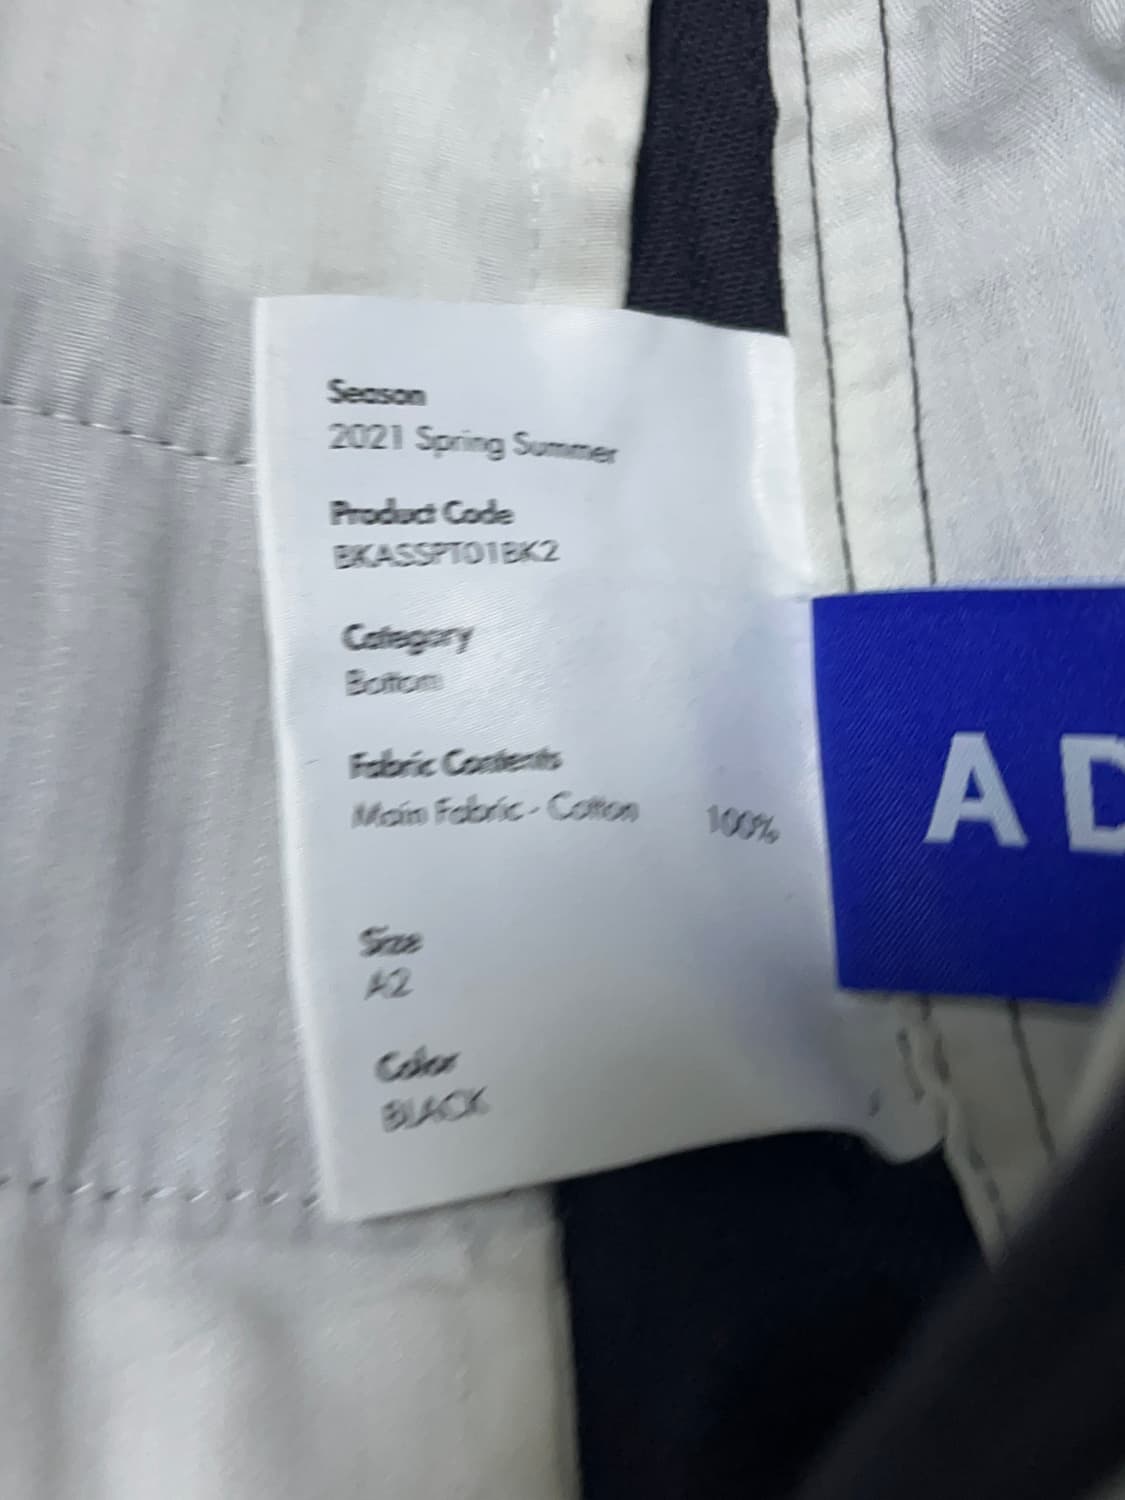 Season
2021 Spring Summer
Product Code
BKASSPT01BK2
Category
Bottom
Fabric Contents
Main Fabric - Cotton 100%
Size
A2
Color
BLACK
A D